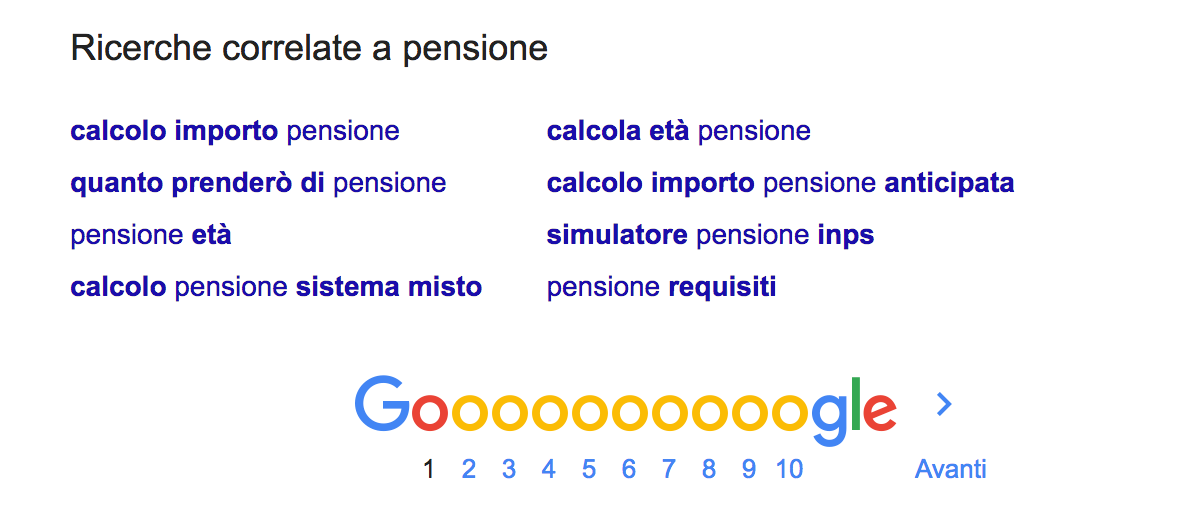 Ricerche correlate a pensione
calcolo importo pensione
quanto prenderò di pensione
pensione età
calcolo pensione sistema misto
calcola età pensione
calcolo importo pensione anticipata
simulatore pensione inps
pensione requisiti
Goooooooooogle >
1 2 3 4 5 6 7 8 9 10 Avanti